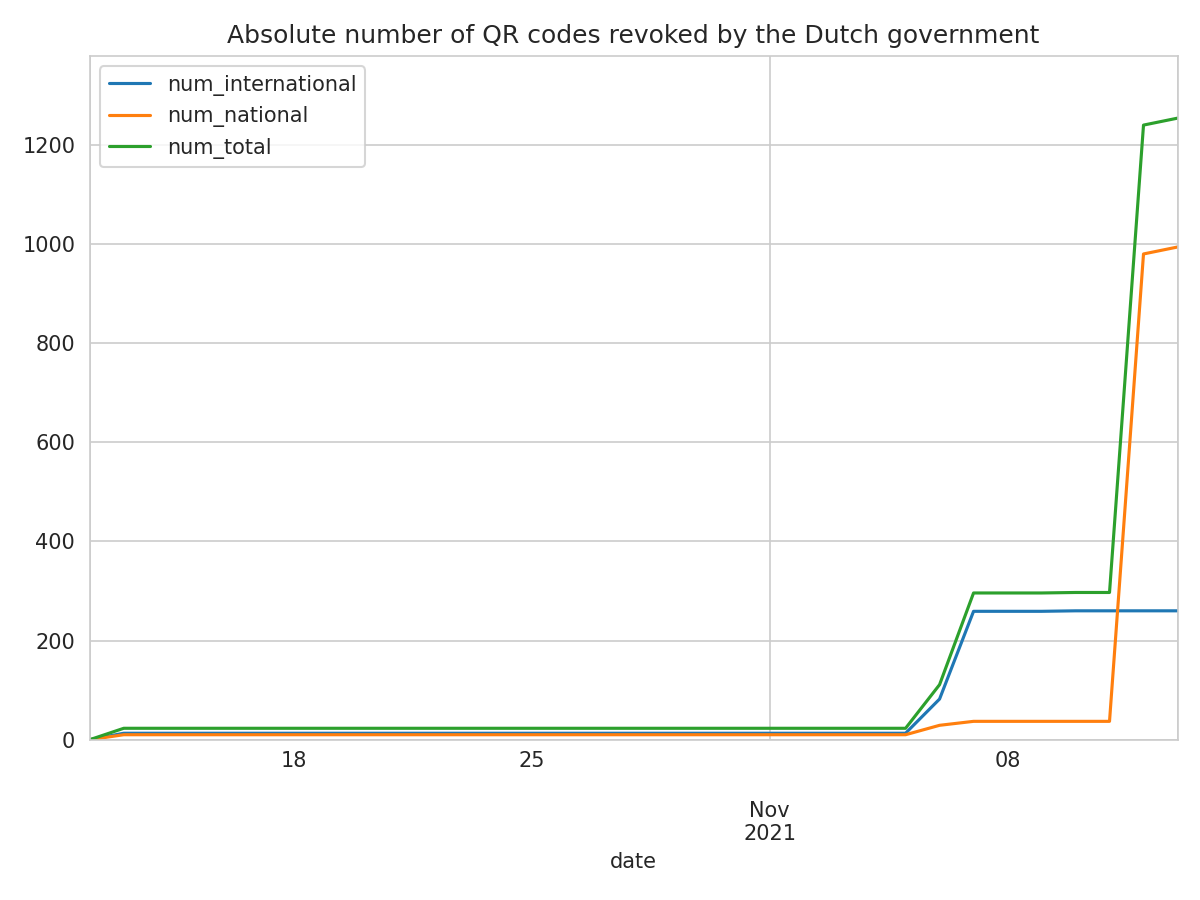 Absolute number of QR codes revoked by the Dutch government
num_international
num_national
num_total
1200
1000
800
600
400
200
0
18
25
08
Nov
2021
date